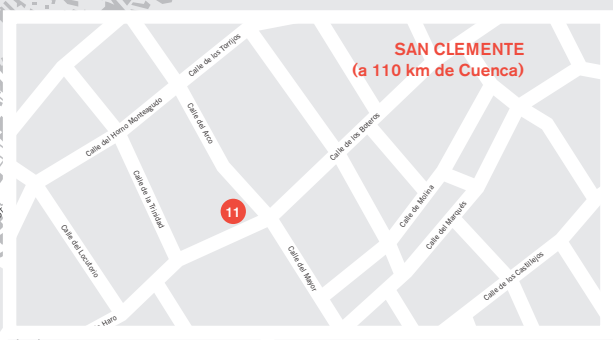 SAN CLEMENTE
(a 110 km de Cuenca)
Calle de los Torrijos
Calle del Horno Monteagudo
Calle del Arco
Calle de los Boteros
Calle de la Trinidad
11
Calle de Molina
Calle del Marqués
Calle del Locutorio
Calle del Mayor
Calle de los Castillejos
Haro